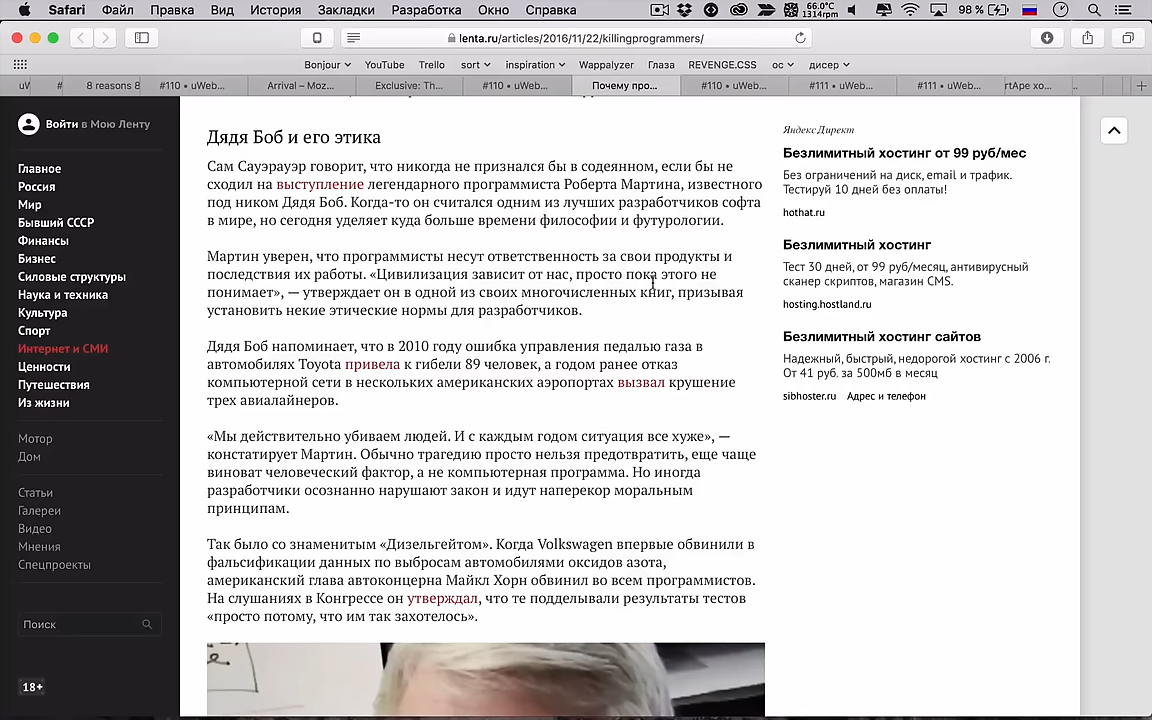 Safari Файл Правка Вид История Закладки Разработка Окно Справка 66.0°C 1314rpm 98 %
lenta.ru/articles/2016/11/22/killingprogrammers/
Bonjour YouTube Trello sort inspiration Wappalyzer Глаза REVENGE.CSS ос дисер
uW # 8 reasons 8 #110 • uWeb... Arrival – Moz... Exclusive: Th... #110 • uWeb... Почему про... #110 • uWeb... #111 • uWeb... #111 • uWeb... rtApe хо...
Войти в Мою Ленту
Главное
Россия
Мир
Бывший СССР
Финансы
Бизнес
Силовые структуры
Наука и техника
Культура
Спорт
Интернет и СМИ
Ценности
Путешествия
Из жизни
Мотор
Дом
Статьи
Галереи
Видео
Мнения
Спецпроекты
Поиск
18+
Дядя Боб и его этика
Сам Сауэрауэр говорит, что никогда не признался бы в содеянном, если бы не
сходил на выступление легендарного программиста Роберта Мартина, известного
под ником Дядя Боб. Когда-то он считался одним из лучших разработчиков софта
в мире, но сегодня уделяет куда больше времени философии и футурологии.
Мартин уверен, что программисты несут ответственность за свои продукты и
последствия их работы. «Цивилизация зависит от нас, просто пока этого не
понимает», — утверждает он в одной из своих многочисленных книг, призывая
установить некие этические нормы для разработчиков.
Дядя Боб напоминает, что в 2010 году ошибка управления педалью газа в
автомобилях Toyota привела к гибели 89 человек, а годом ранее отказ
компьютерной сети в нескольких американских аэропортах вызвал крушение
трех авиалайнеров.
«Мы действительно убиваем людей. И с каждым годом ситуация все хуже», —
констатирует Мартин. Обычно трагедию просто нельзя предотвратить, еще чаще
виноват человеческий фактор, а не компьютерная программа. Но иногда
разработчики осознанно нарушают закон и идут наперекор моральным
принципам.
Так было со знаменитым «Дизельгейтом». Когда Volkswagen впервые обвинили в
фальсификации данных по выбросам автомобилями оксидов азота,
американский глава автоконцерна Майкл Хорн обвинил во всем программистов.
На слушаниях в Конгрессе он утверждал, что те подделывали результаты тестов
«просто потому, что им так захотелось».
Яндекс Директ
Безлимитный хостинг от 99 руб/мес
Без ограничений на диск, email и трафик.
Тестируй 10 дней без оплаты!
hothat.ru
Безлимитный хостинг
Тест 30 дней, от 99 руб/месяц, антивирусный
сканер скриптов, магазин CMS.
hosting.hostland.ru
Безлимитный хостинг сайтов
Надежный, быстрый, недорогой хостинг с 2006 г.
От 41 руб. за 500мб в месяц
sibhoster.ru Адрес и телефон